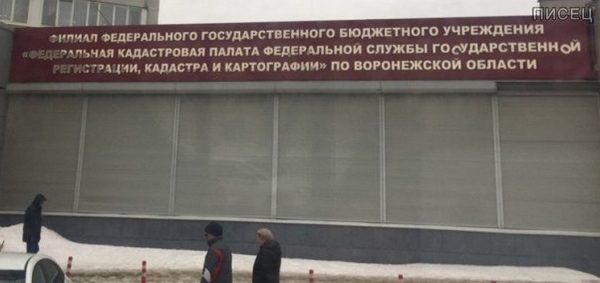 ПИСЕЦ
ФИЛИАЛ ФЕДЕРАЛЬНОГО ГОСУДАРСТВЕННОГО БЮДЖЕТНОГО УЧРЕЖДЕНИЯ
«ФЕДЕРАЛЬНАЯ КАДАСТРОВАЯ ПАЛАТА ФЕДЕРАЛЬНОЙ СЛУЖБЫ ГОСУДАРСТВЕННОЙ
РЕГИСТРАЦИИ, КАДАСТРА И КАРТОГРАФИИ» ПО ВОРОНЕЖСКОЙ ОБЛАСТИ